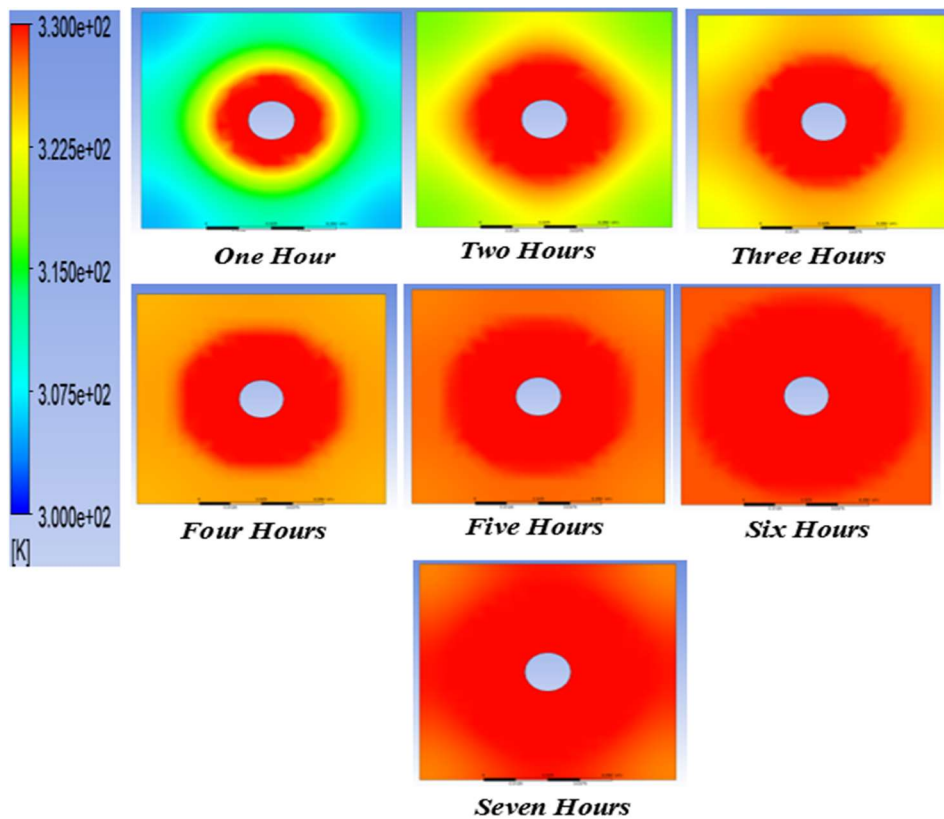 3.300e+02
3.225e+02
3.150e+02
3.075e+02
3.000e+02
[K]
One Hour
Two Hours
Three Hours
Four Hours
Five Hours
Six Hours
Seven Hours